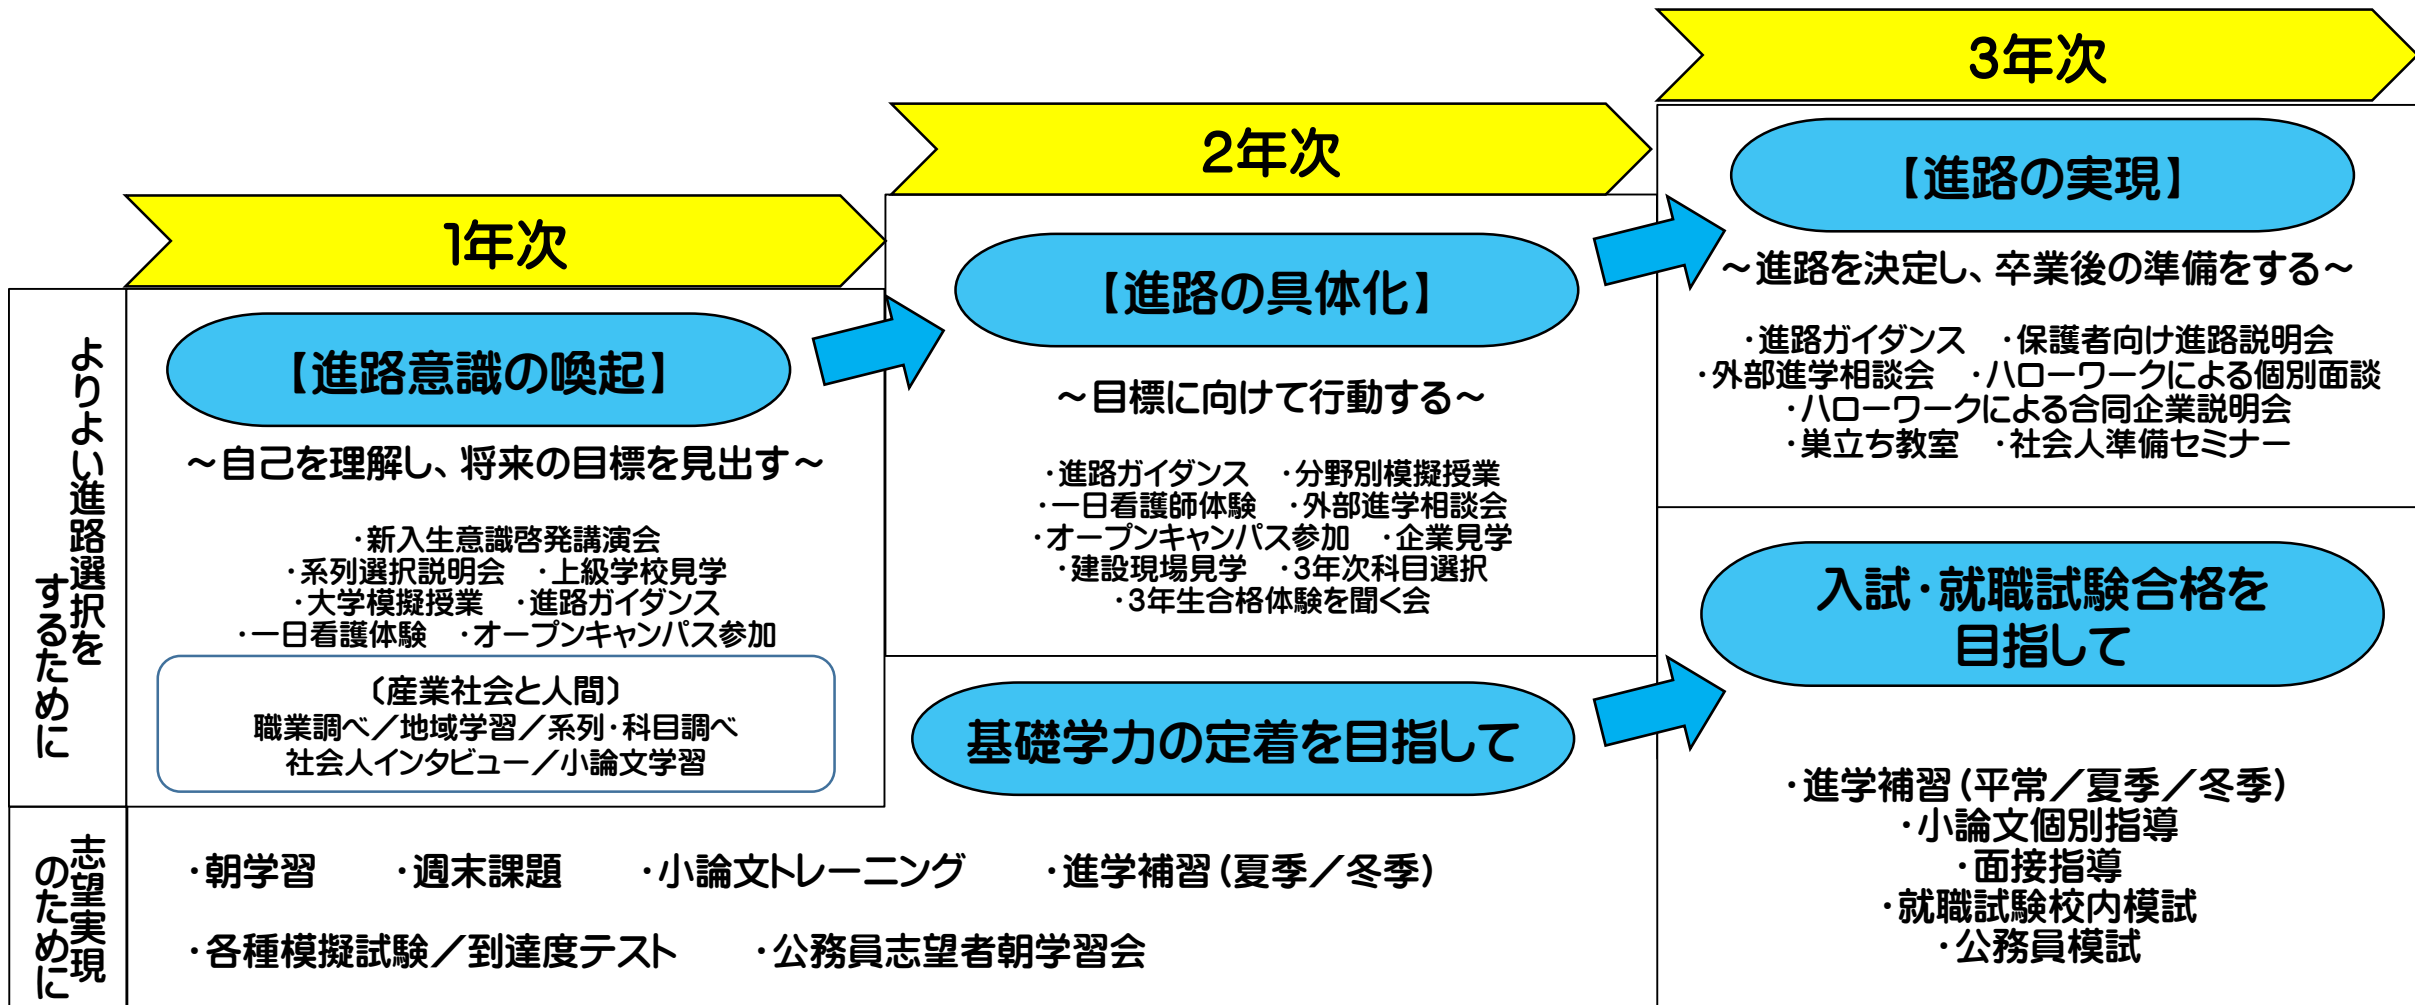 より よい進路選択を
するために
1年次
【進路意識の喚起】
～自己を理解し、将来の目標を見出す～
・新入生意識啓発講演会
・系列選択説明会　・上級学校見学
・大学模擬授業　・進路ガイダンス
・一日看護体験　・オープンキャンパス参加
〔産業社会と人間〕
職業調べ／地域学習／系列・科目調べ
社会人インタビュー／小論文学習
2年次
【進路の具体化】
～目標に向けて行動する～
・進路ガイダンス　・分野別模擬授業
・一日看護師体験　・外部進学相談会
・オープンキャンパス参加　・企業見学
・建設現場見学　・3年次科目選択
・3年生合格体験を聞く会
3年次
【進路の実現】
～進路を決定し、卒業後の準備をする～
・進路ガイダンス　・保護者向け進路説明会
・外部進学相談会　・ハローワークによる個別面談
・ハローワークによる合同企業説明会
・巣立ち教室　・社会人準備セミナー
志望実現
のために
基礎学力の定着を目指して
・朝学習　・週末課題　・小論文トレーニング　・進学補習（夏季／冬季）
・各種模擬試験／到達度テスト　・公務員志望者朝学習会
入試・就職試験合格を
目指して
・進学補習（平常／夏季／冬季）
・小論文個別指導
・面接指導
・就職試験校内模試
・公務員模試